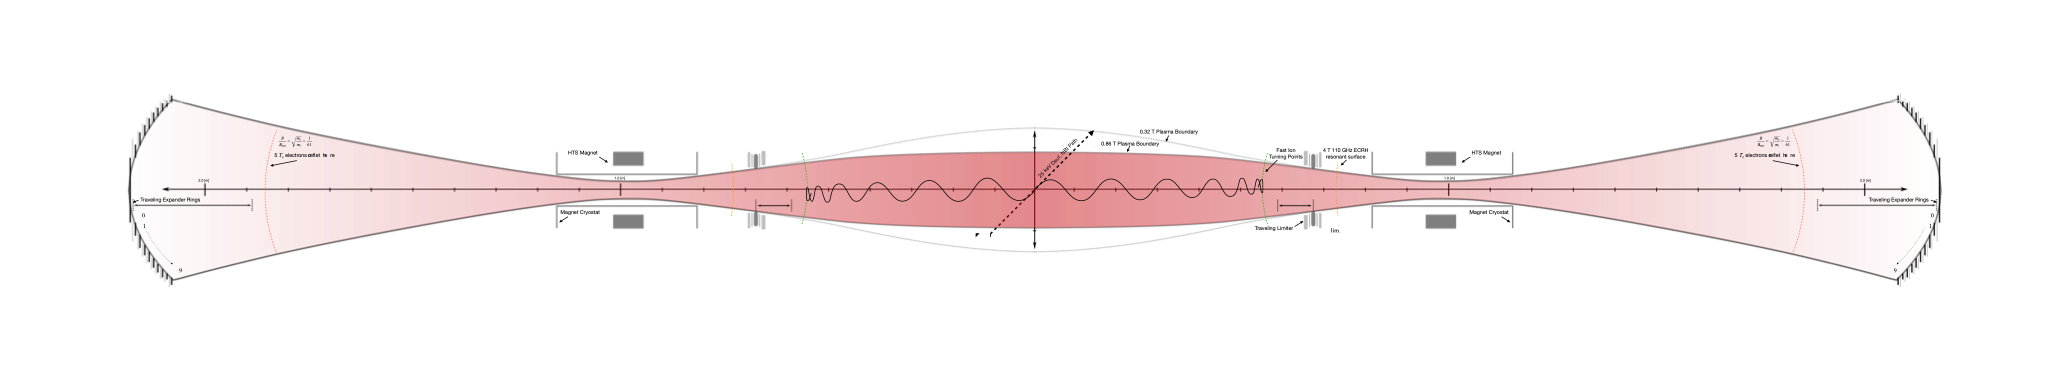 0.32 T Plasma Boundary
0.86 T Plasma Boundary
25 keV Deut. NBI Path
HTS Magnet
Fast Ion
Turning Points
4 T 110 GHz ECRH
resonant surface
HTS Magnet
electrons
electrons
2.0 [m]
1.0 [m]
1.0 [m]
2.0 [m]
Traveling Expander Rings
Traveling Expander Rings
0
1
9
Magnet Cryostat
Traveling Limiter
lim.
Magnet Cryostat
0
1
9